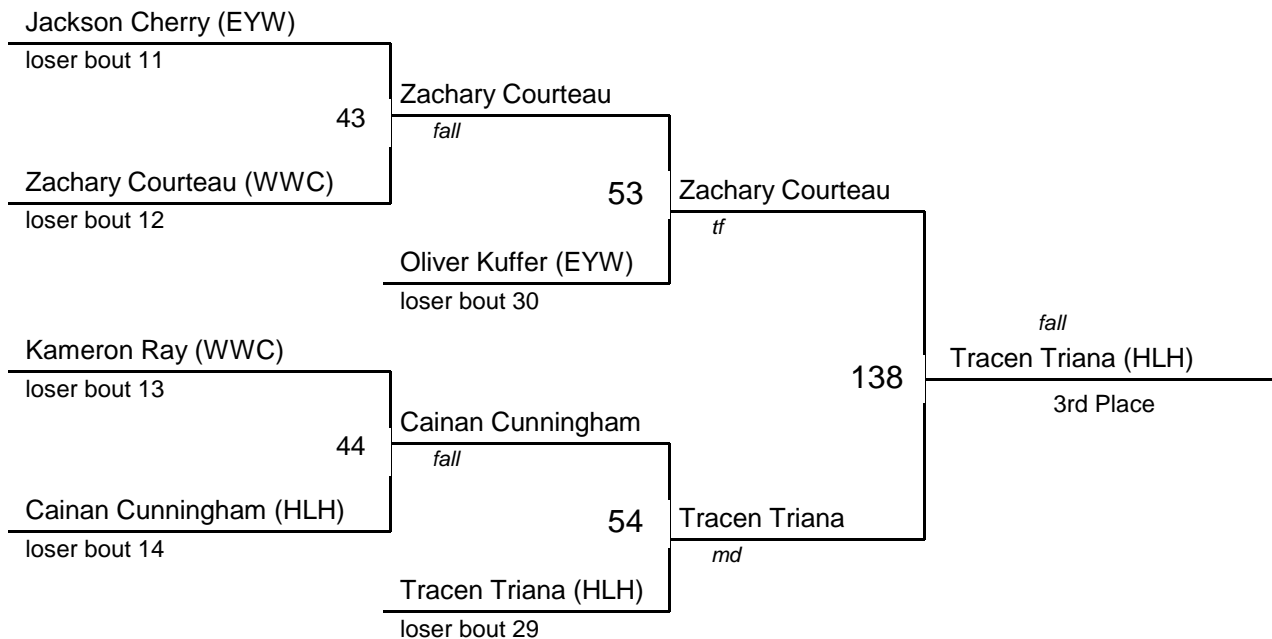 Jackson Cherry (EYW)
loser bout 11
43
Zachary Courteau
fall
Zachary Courteau (WWC)
loser bout 12
53
Zachary Courteau
tf
Oliver Kuffer (EYW)
loser bout 30
Kameron Ray (WWC)
loser bout 13
138
fall
Tracen Triana (HLH)
3rd Place
44
Cainan Cunningham
fall
Cainan Cunningham (HLH)
loser bout 14
54
Tracen Triana
md
Tracen Triana (HLH)
loser bout 29